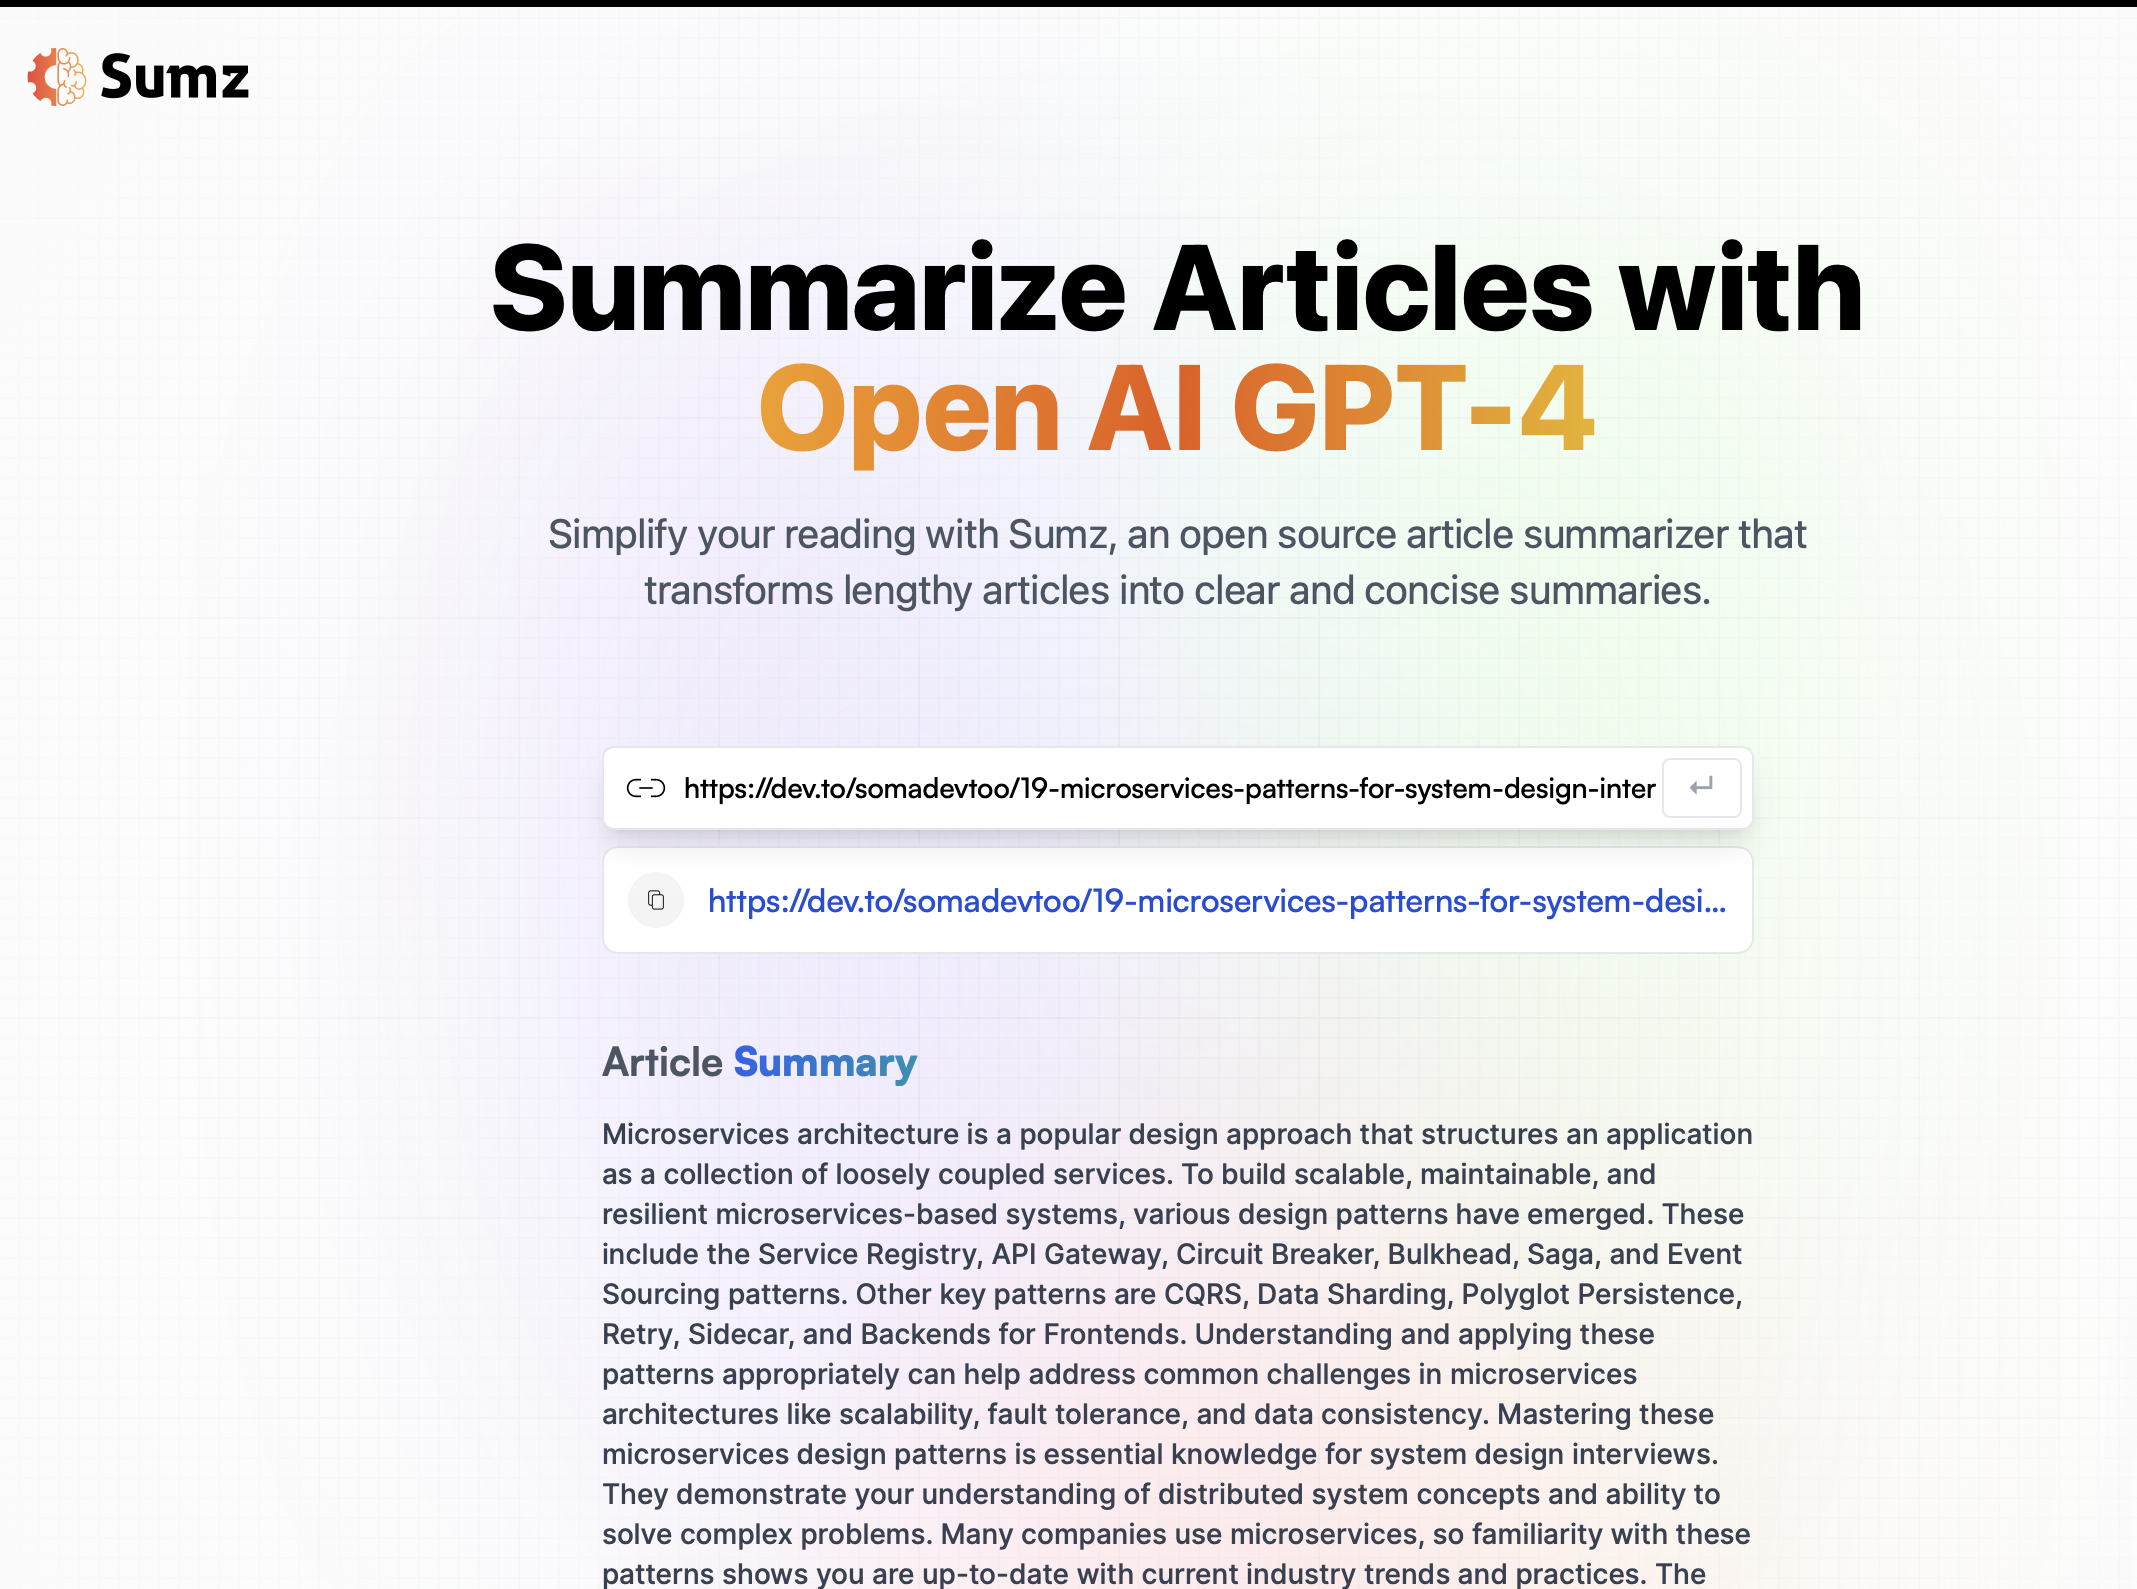 Sumz
Summarize Articles with
Open AI GPT-4
Simplify your reading with Sumz, an open source article summarizer that
transforms lengthy articles into clear and concise summaries.
https://dev.to/somadevtoo/19-microservices-patterns-for-system-design-inter
https://dev.to/somadevtoo/19-microservices-patterns-for-system-desi...
Article Summary
Microservices architecture is a popular design approach that structures an application
as a collection of loosely coupled services. To build scalable, maintainable, and
resilient microservices-based systems, various design patterns have emerged. These
include the Service Registry, API Gateway, Circuit Breaker, Bulkhead, Saga, and Event
Sourcing patterns. Other key patterns are CQRS, Data Sharding, Polyglot Persistence,
Retry, Sidecar, and Backends for Frontends. Understanding and applying these
patterns appropriately can help address common challenges in microservices
architectures like scalability, fault tolerance, and data consistency. Mastering these
microservices design patterns is essential knowledge for system design interviews.
They demonstrate your understanding of distributed system concepts and ability to
solve complex problems. Many companies use microservices, so familiarity with these
patterns shows you are up-to-date with current industry trends and practices. The